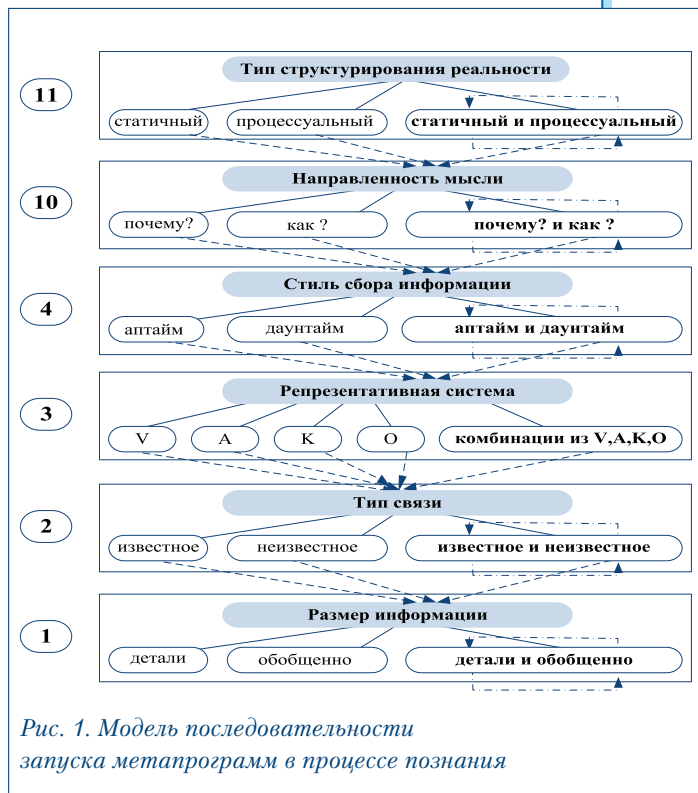 Тип структурирования реальности
11
статичный процессуальный статичный и процессуальный
Направленность мысли
10
почему? как ? почему? и как ?
Стиль сбора информации
4
аптайм даунтайм аптайм и даунтайм
Репрезентативная система
3
V A K O комбинации из V,A,K,O
Тип связи
2
известное неизвестное известное и неизвестное
Размер информации
1
детали обобщенно детали и обобщенно
Рис. 1. Модель последовательности
запуска метапрограмм в процессе познания